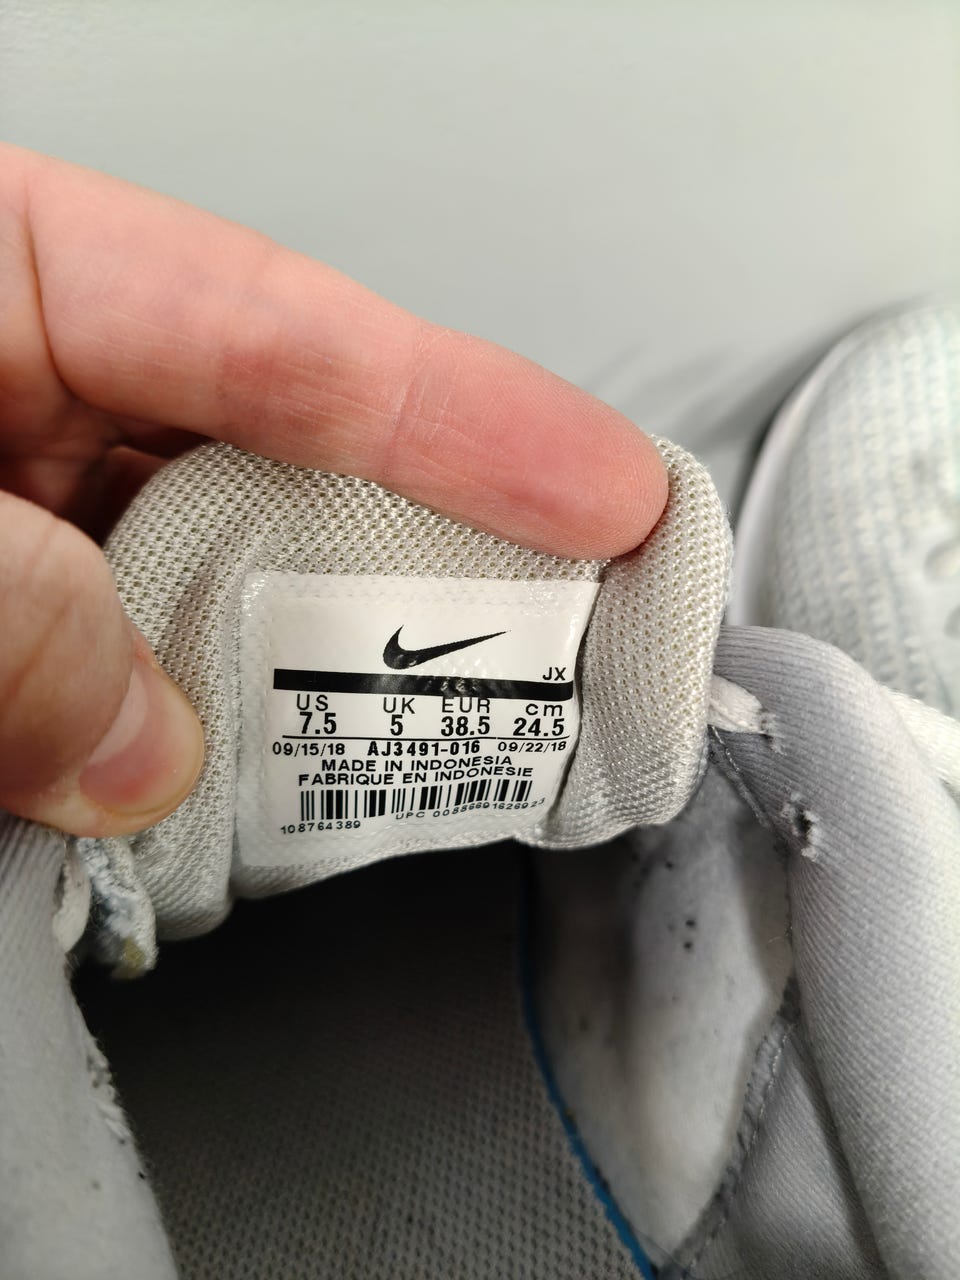 JX
US UK EUR cm
7.5 5 38.5 24.5
09/15/18 AJ3491-016 09/22/18
MADE IN INDONESIA
FABRIQUE EN INDONESIE
108764389 UPC